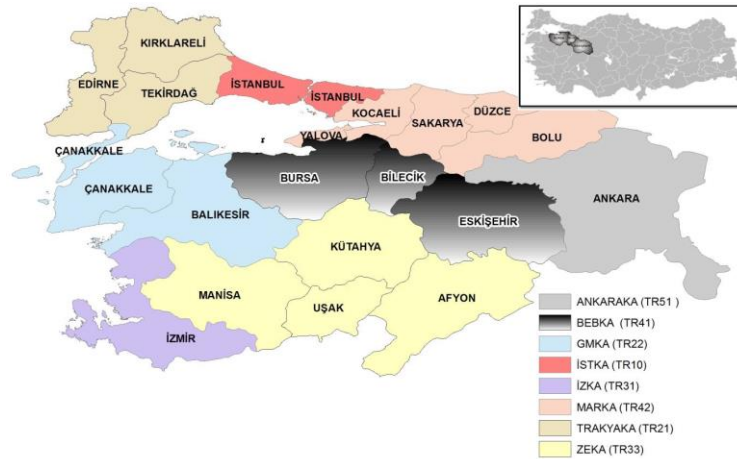 KIRKLARELİ
EDİRNE
TEKİRDAĞ
İSTANBUL
İSTANBUL
KOCAELİ
DÜZCE
SAKARYA
YALOVA
BOLU
ÇANAKKALE
ÇANAKKALE
BURSA
BİLECİK
ANKARA
BALIKESİR
ESKİŞEHİR
KÜTAHYA
MANİSA
UŞAK
AFYON
İZMİR
ANKARAKA (TR51 )
BEBKA (TR41)
GMKA (TR22)
İSTKA (TR10)
İZKA (TR31)
MARKA (TR42)
TRAKYAKA (TR21)
ZEKA (TR33)